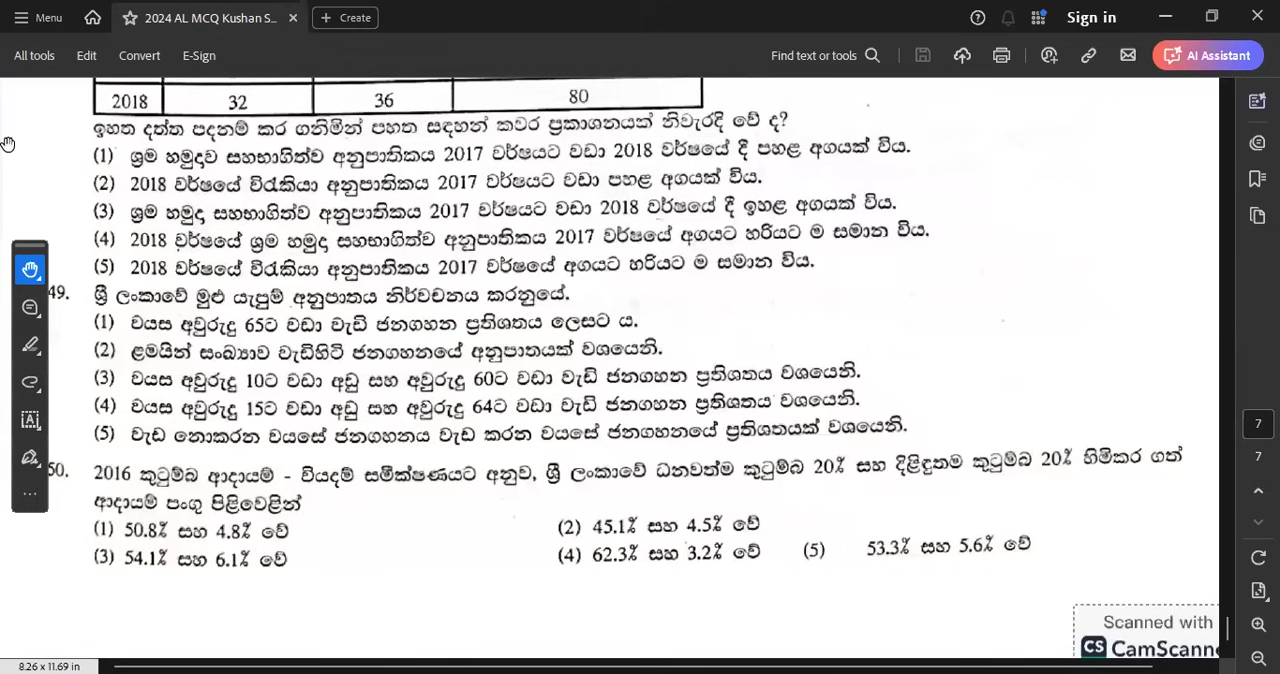 Menu
2024 AL MCQ Kushan S...
Create
Sign in
All tools
Edit
Convert
E-Sign
Find text or tools
AI Assistant
2018 32 36 80
ඉහත දත්ත පදනම් කර ගනිමින් පහත සඳහන් කවර ප්‍රකාශනයක් නිවැරදි වේ ද?
(1) ශ්‍රම හමුදාව සහභාගිත්ව අනුපාතිකය 2017 වර්ෂයට වඩා 2018 වර්ෂයේ දී පහළ අගයක් විය.
(2) 2018 වර්ෂයේ විරැකියා අනුපාතිකය 2017 වර්ෂයට වඩා පහළ අගයක් විය.
(3) ශ්‍රම හමුදා සහභාගිත්ව අනුපාතිකය 2017 වර්ෂයට වඩා 2018 වර්ෂයේ දී ඉහළ අගයක් විය.
(4) 2018 වර්ෂයේ ශ්‍රම හමුදා සහභාගිත්ව අනුපාතිකය 2017 වර්ෂයේ අගයට හරියට ම සමාන විය.
(5) 2018 වර්ෂයේ විරැකියා අනුපාතිකය 2017 වර්ෂයේ අගයට හරියට ම සමාන විය.
49. ශ්‍රී ලංකාවේ මුළු යැපුම් අනුපාතය නිර්වචනය කරනුයේ.
(1) වයස අවුරුදු 65ට වඩා වැඩි ජනගහන ප්‍රතිශතය ලෙසට ය.
(2) ළමයින් සංඛ්‍යාව වැඩිහිටි ජනගහනයේ අනුපාතයක් වශයෙනි.
(3) වයස අවුරුදු 10ට වඩා අඩු සහ අවුරුදු 60ට වඩා වැඩි ජනගහන ප්‍රතිශතය වශයෙනි.
(4) වයස අවුරුදු 15ට වඩා අඩු සහ අවුරුදු 64ට වඩා වැඩි ජනගහන ප්‍රතිශතය වශයෙනි.
(5) වැඩ නොකරන වයසේ ජනගහනය වැඩ කරන වයසේ ජනගහනයේ ප්‍රතිශතයක් වශයෙනි.
50. 2016 කුටුම්බ ආදායම් - වියදම් සමීක්ෂණයට අනුව, ශ්‍රී ලංකාවේ ධනවත්ම කුටුම්බ 20% සහ දිළිඳුතම කුටුම්බ 20% හිමිකර ගත්
ආදායම් පංගු පිළිවෙළින්
(1) 50.8% සහ 4.8% වේ (2) 45.1% සහ 4.5% වේ
(3) 54.1% සහ 6.1% වේ (4) 62.3% සහ 3.2% වේ (5) 53.3% සහ 5.6% වේ
7
7
Scanned with
CS CamScanne
8.26 x 11.69 in